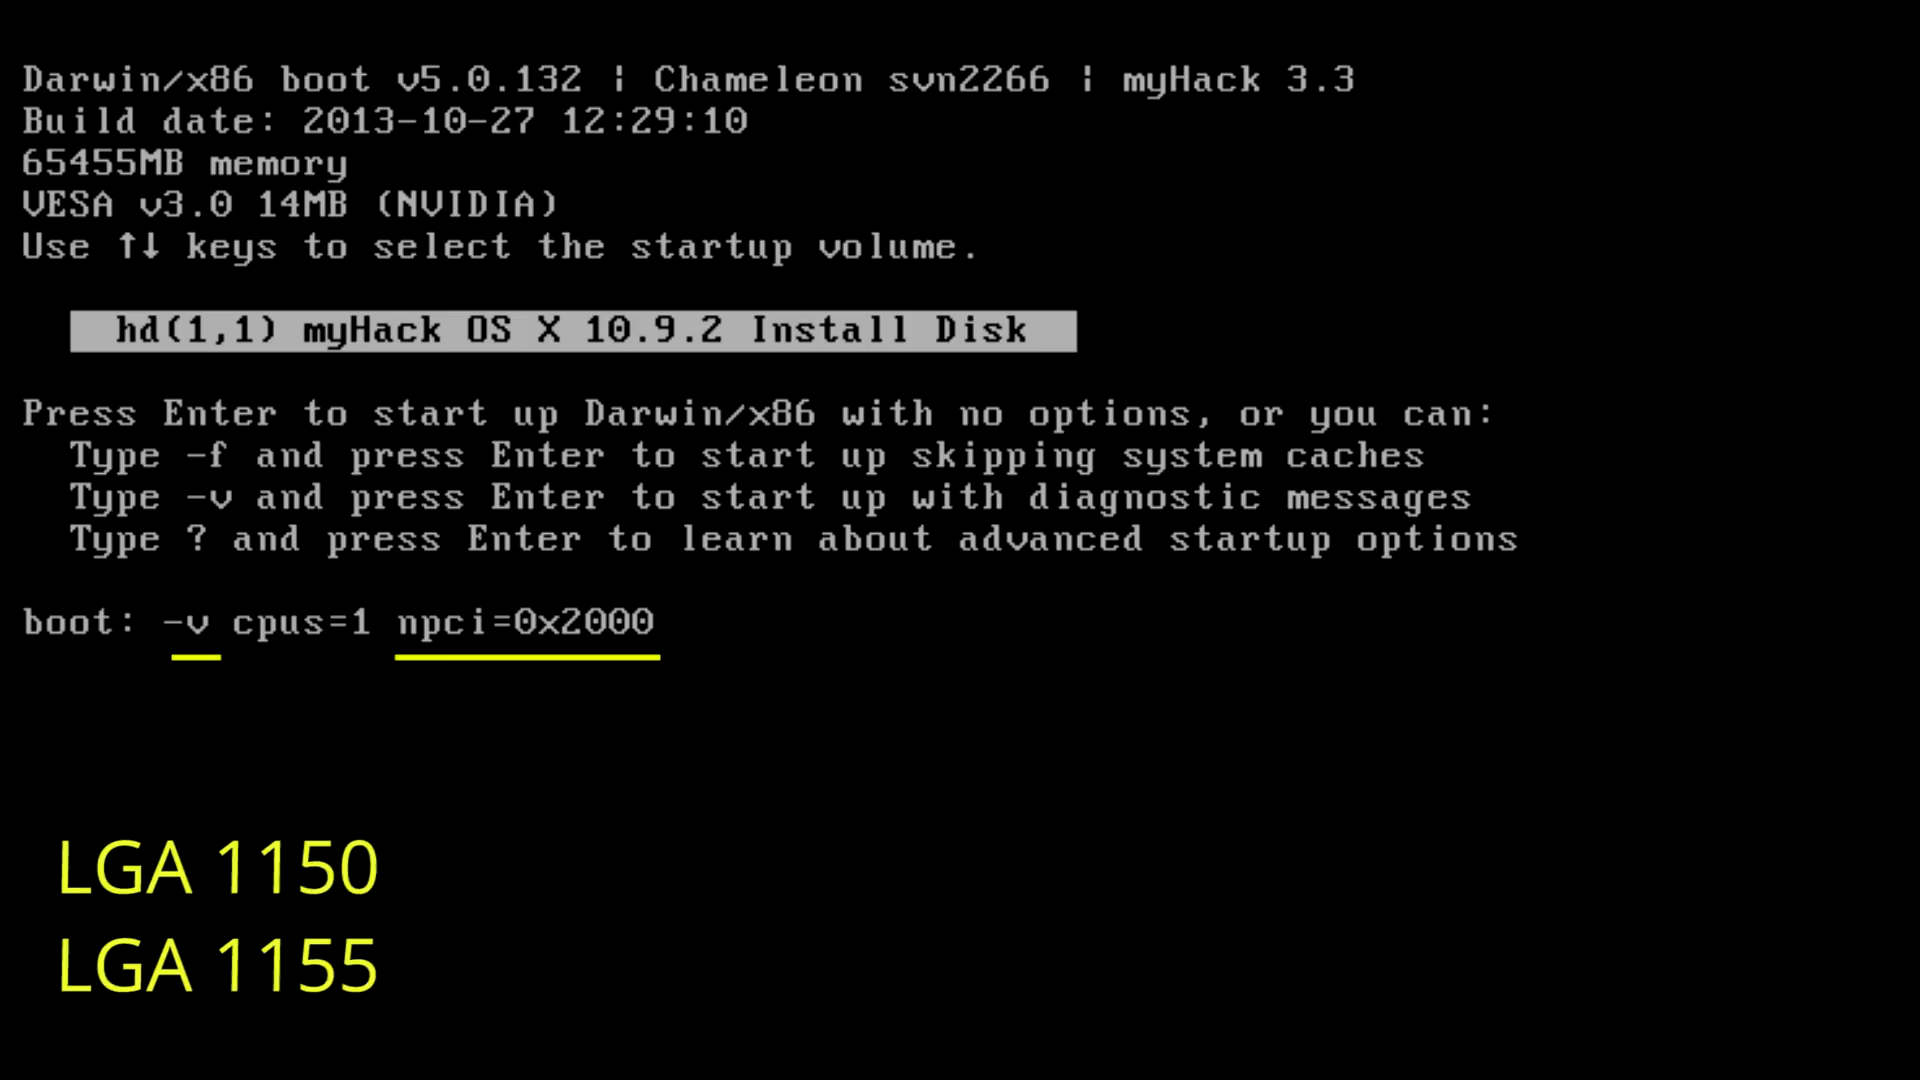 Darwin/x86 boot v5.0.132 ¦ Chameleon svn2266 ¦ myHack 3.3
Build date: 2013-10-27 12:29:10
65455MB memory
VESA v3.0 14MB (NVIDIA)
Use ↑↓ keys to select the startup volume.
hd(1,1) myHack OS X 10.9.2 Install Disk
Press Enter to start up Darwin/x86 with no options, or you can:
Type -f and press Enter to start up skipping system caches
Type -v and press Enter to start up with diagnostic messages
Type ? and press Enter to learn about advanced startup options
boot: -v cpus=1 npci=0x2000
LGA 1150
LGA 1155